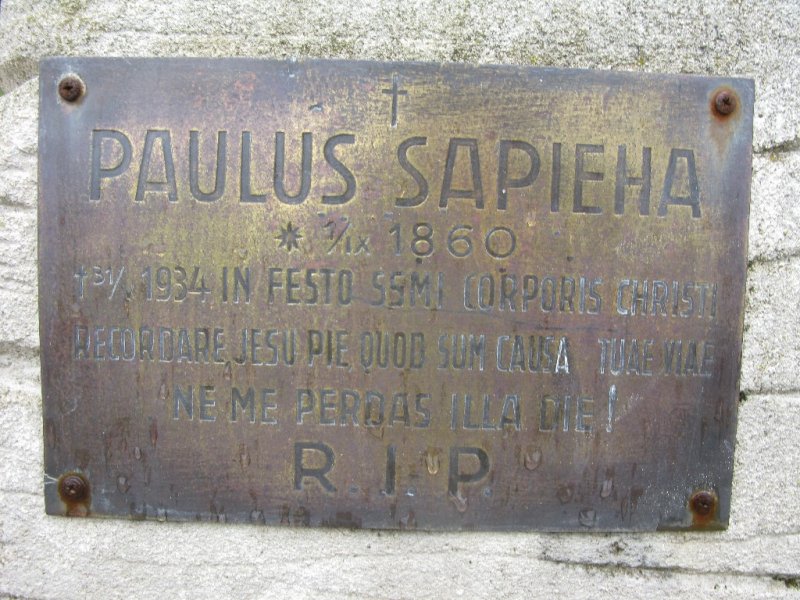 PAULUS SAPIEHA
* 1/IX 1860
† 31/V 1934 IN FESTO SSMI CORPORIS CHRISTI
RECORDARE JESU PIE QUOD SUM CAUSA TUAE VIAE
NE ME PERDAS ILLA DIE!
R.I.P.